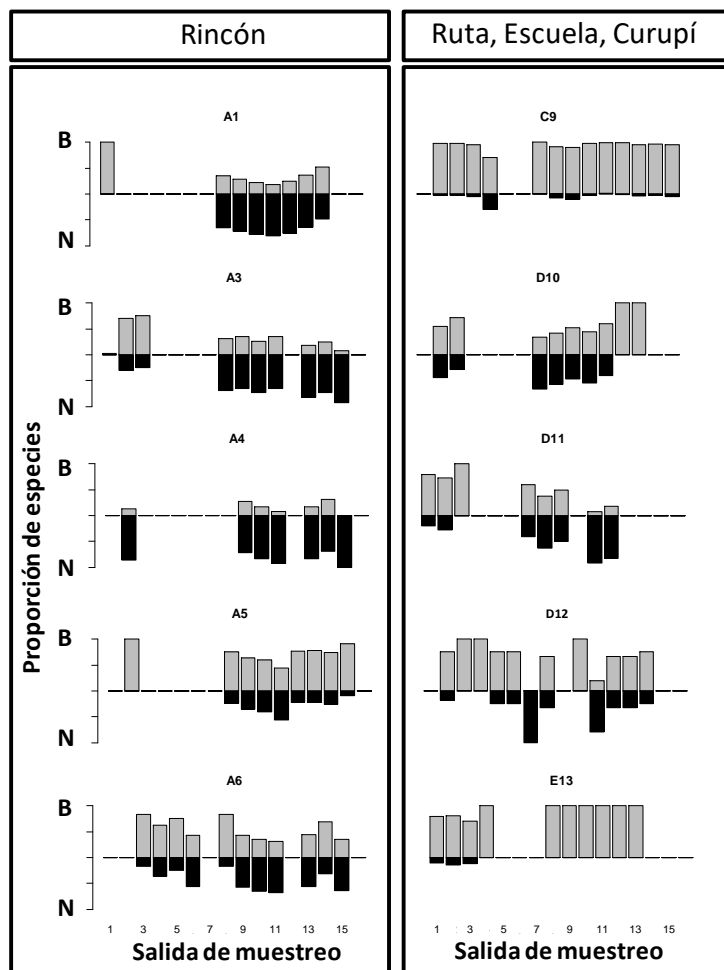 Rincón
Ruta, Escuela, Curupí
Proporción de especies
A1
B
N
A3
B
N
A4
B
N
A5
B
N
A6
B
N
1 3 5 7 9 11 13 15
Salida de muestreo
C9
D10
D11
D12
E13
1 3 5 7 9 11 13 15
Salida de muestreo